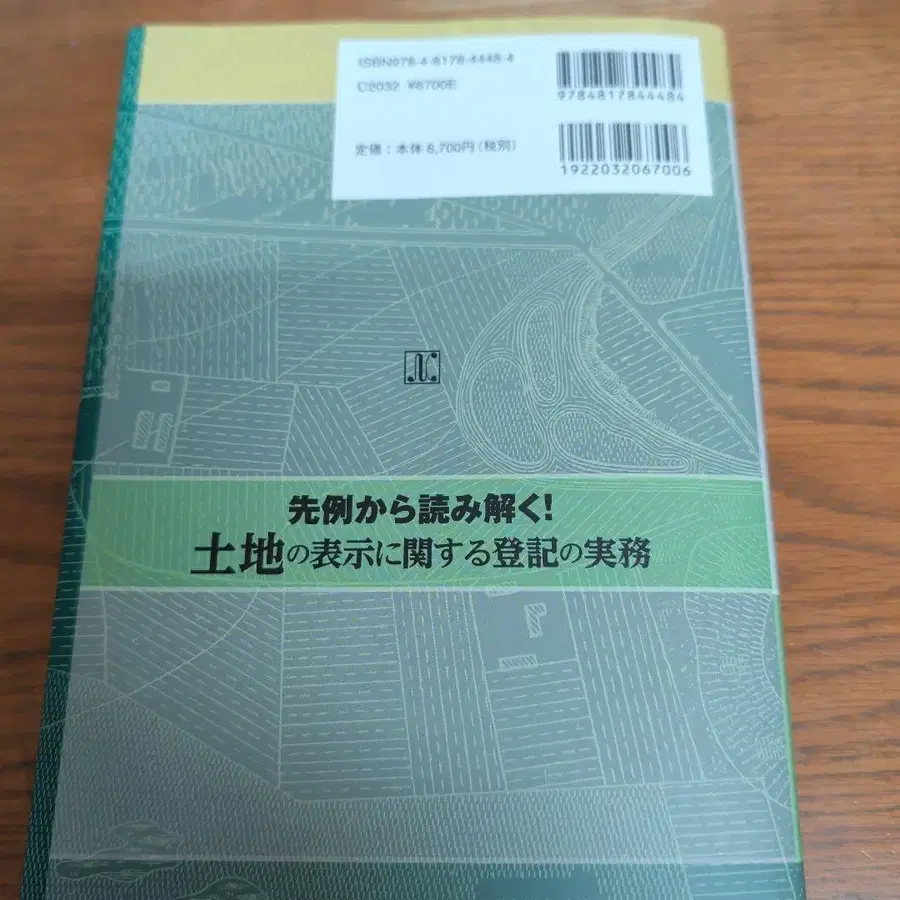 ISBN978-4-8178-4448-4
C2032 ¥6700E
9784817844484
定価：本体 6,700円（税別）
1922032067006
先例から読み解く！
土地の表示に関する登記の実務